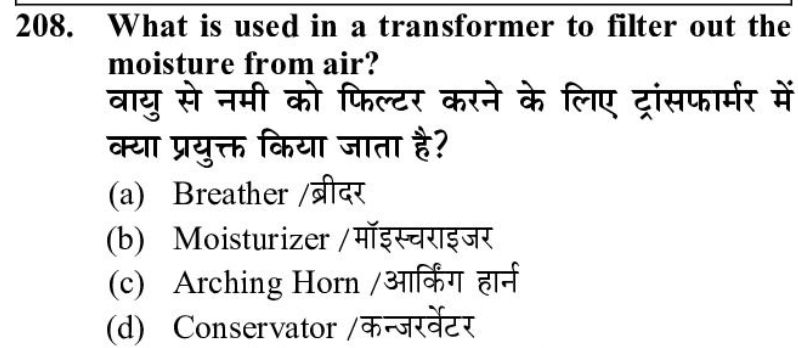 208. What is used in a transformer to filter out the
moisture from air?
वायु से नमी को फिल्टर करने के लिए ट्रांसफार्मर में
क्या प्रयुक्त किया जाता है?
(a) Breather /ब्रीदर
(b) Moisturizer /मॉइस्चराइजर
(c) Arching Horn /आर्किंग हार्न
(d) Conservator /कन्जरर्वेटर